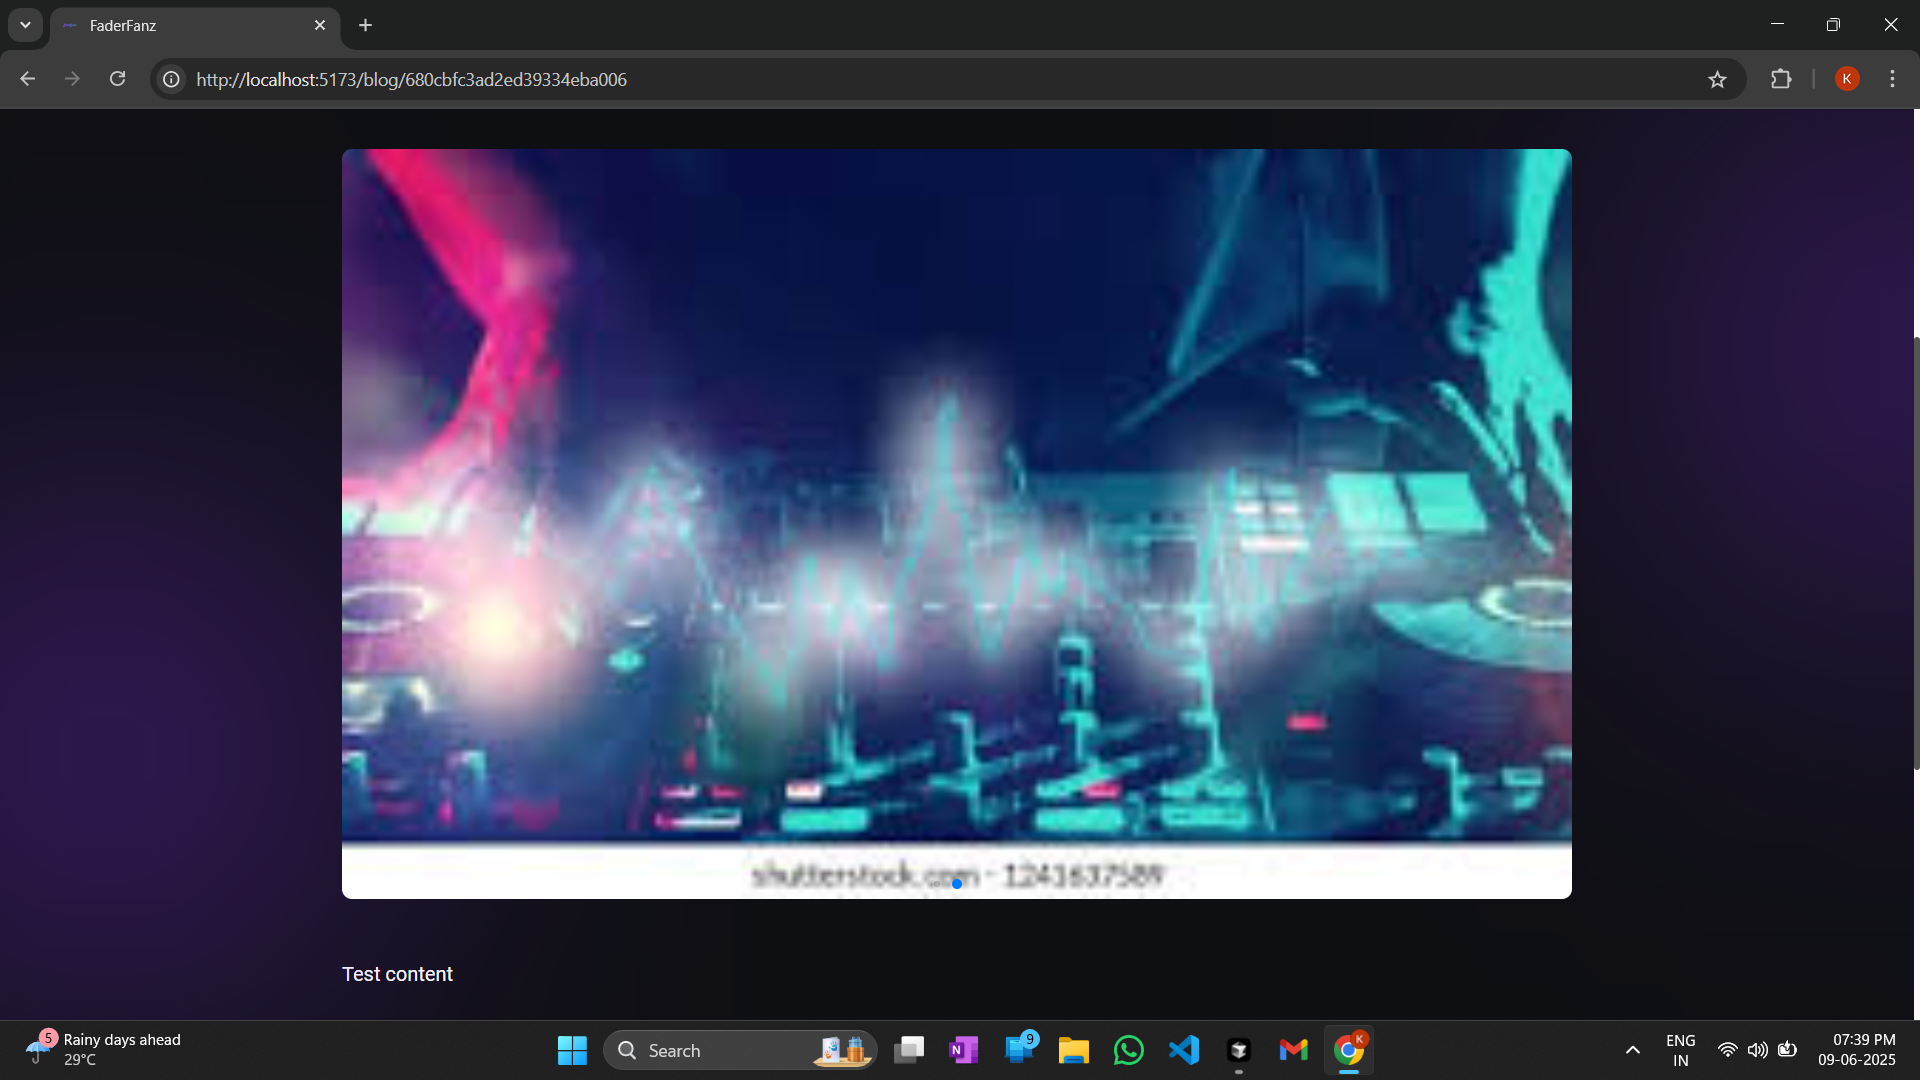 FaderFanz
http://localhost:5173/blog/680cbfc3ad2ed39334eba006
K
shutterstock.com · 1241637589
Test content
5
Rainy days ahead
29°C
Search
N
9
K
ENG
IN
07:39 PM
09-06-2025